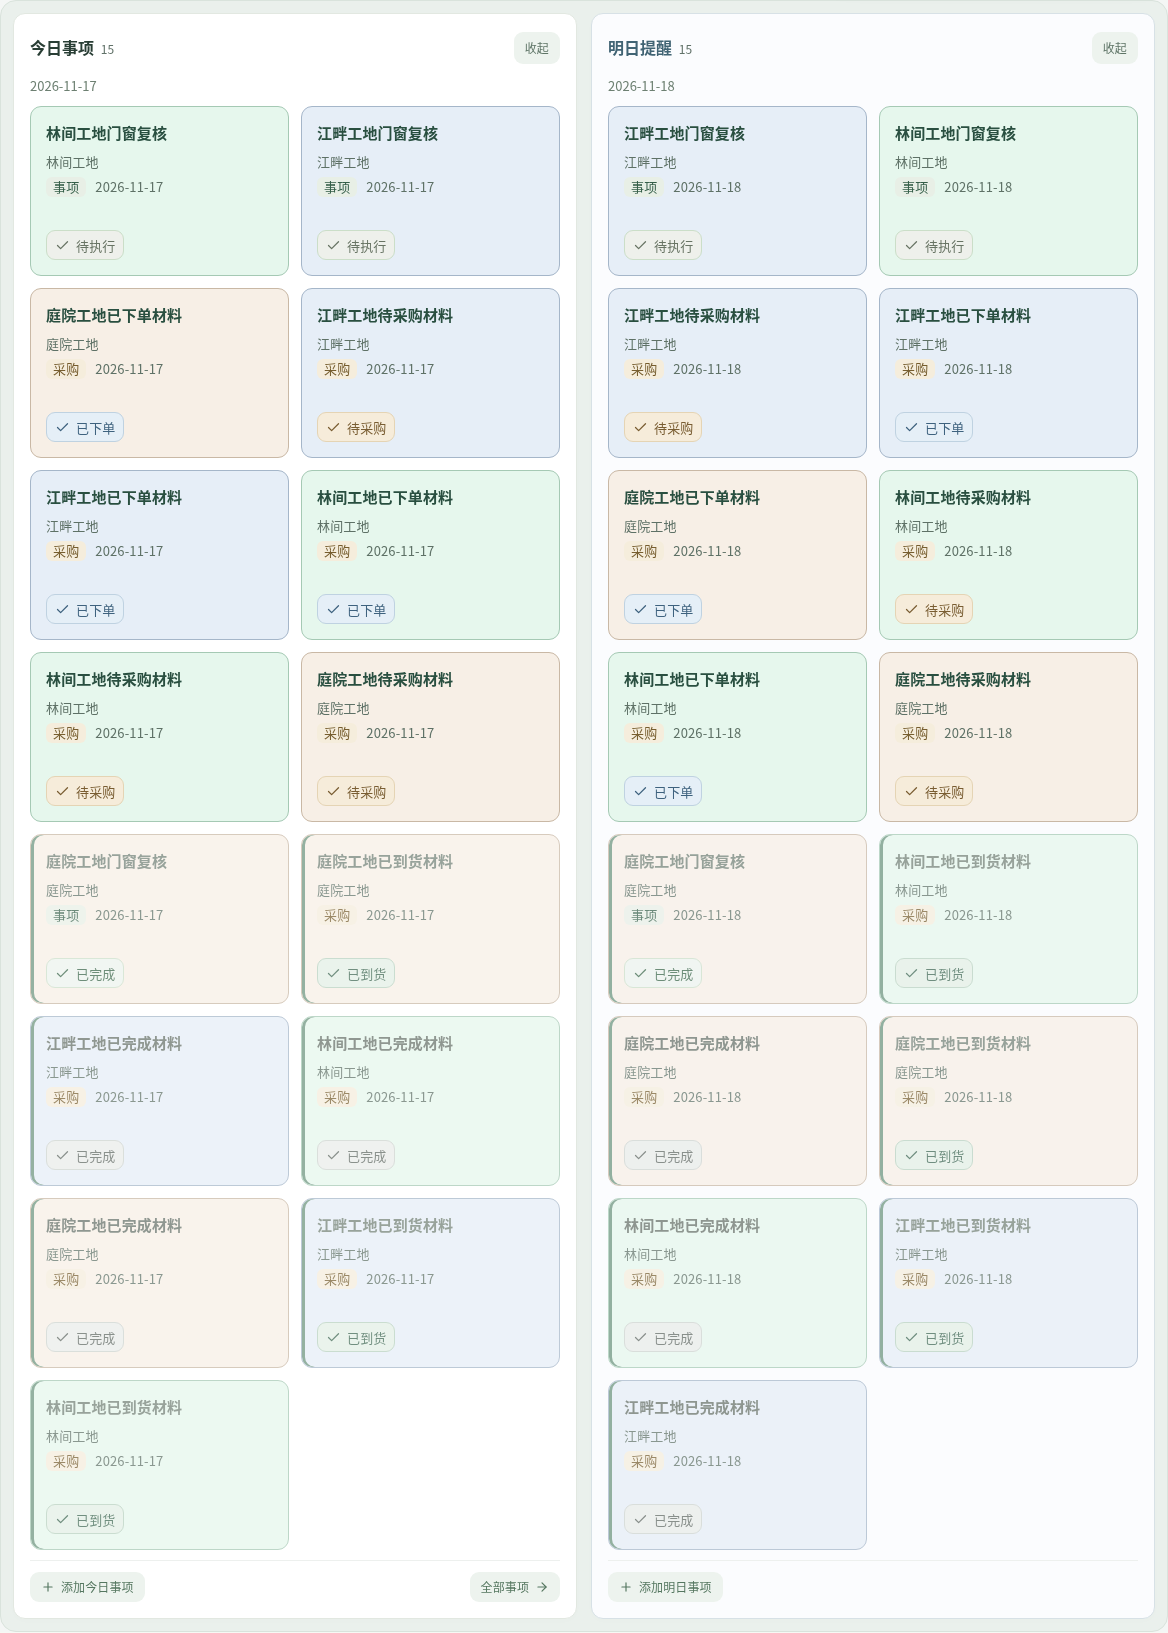 今日事项 15
收起
2026-11-17
林间工地门窗复核
林间工地
事项 2026-11-17
待执行
江畔工地门窗复核
江畔工地
事项 2026-11-17
待执行
庭院工地已下单材料
庭院工地
采购 2026-11-17
已下单
江畔工地待采购材料
江畔工地
采购 2026-11-17
待采购
江畔工地已下单材料
江畔工地
采购 2026-11-17
已下单
林间工地已下单材料
林间工地
采购 2026-11-17
已下单
林间工地待采购材料
林间工地
采购 2026-11-17
待采购
庭院工地待采购材料
庭院工地
采购 2026-11-17
待采购
庭院工地门窗复核
庭院工地
事项 2026-11-17
已完成
庭院工地已到货材料
庭院工地
采购 2026-11-17
已到货
江畔工地已完成材料
江畔工地
采购 2026-11-17
已完成
林间工地已完成材料
林间工地
采购 2026-11-17
已完成
庭院工地已完成材料
庭院工地
采购 2026-11-17
已完成
江畔工地已到货材料
江畔工地
采购 2026-11-17
已到货
林间工地已到货材料
林间工地
采购 2026-11-17
已到货
添加今日事项
全部事项
明日提醒 15
收起
2026-11-18
江畔工地门窗复核
江畔工地
事项 2026-11-18
待执行
林间工地门窗复核
林间工地
事项 2026-11-18
待执行
江畔工地待采购材料
江畔工地
采购 2026-11-18
待采购
江畔工地已下单材料
江畔工地
采购 2026-11-18
已下单
庭院工地已下单材料
庭院工地
采购 2026-11-18
已下单
林间工地待采购材料
林间工地
采购 2026-11-18
待采购
林间工地已下单材料
林间工地
采购 2026-11-18
已下单
庭院工地待采购材料
庭院工地
采购 2026-11-18
待采购
庭院工地门窗复核
庭院工地
事项 2026-11-18
已完成
林间工地已到货材料
林间工地
采购 2026-11-18
已到货
庭院工地已完成材料
庭院工地
采购 2026-11-18
已完成
庭院工地已到货材料
庭院工地
采购 2026-11-18
已到货
林间工地已完成材料
林间工地
采购 2026-11-18
已完成
江畔工地已到货材料
江畔工地
采购 2026-11-18
已到货
江畔工地已完成材料
江畔工地
采购 2026-11-18
已完成
添加明日事项